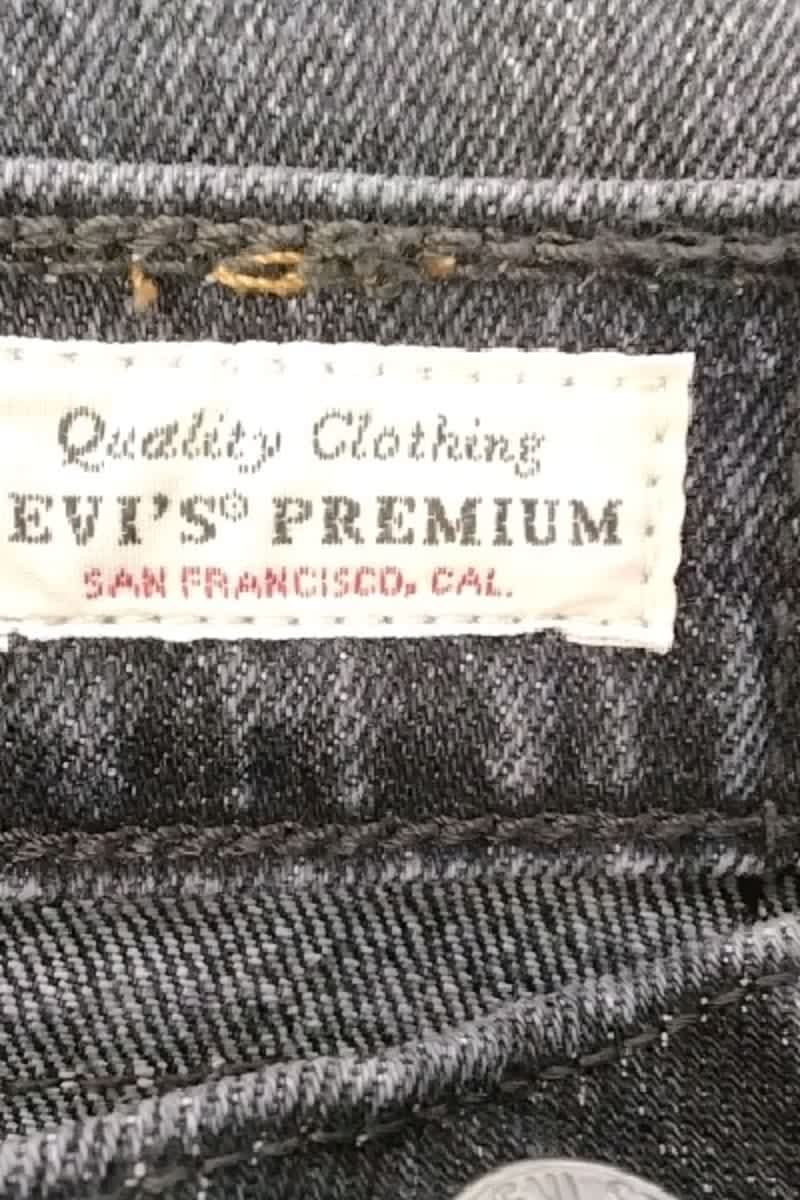 Quality Clothing
EVI'S® PREMIUM
SAN FRANCISCO, CAL.